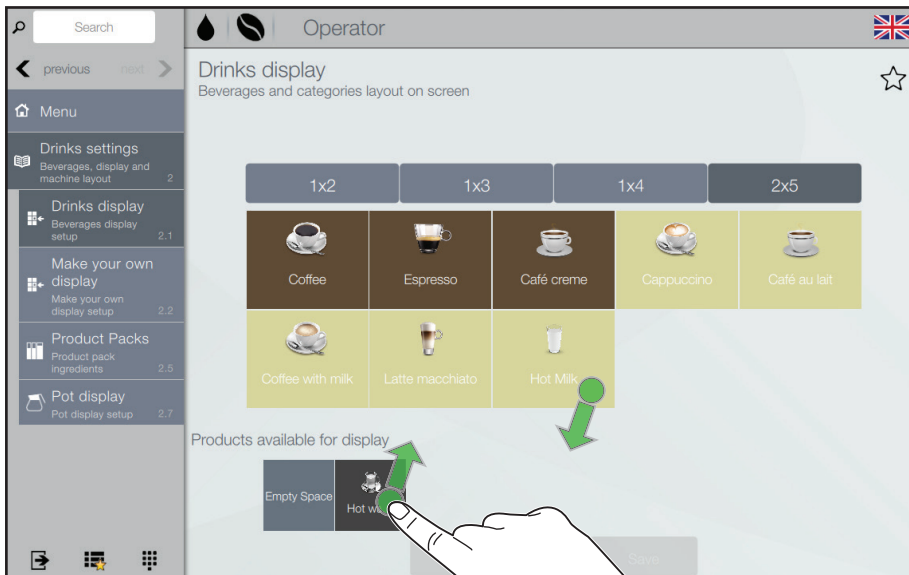 Search
Operator
previous
next
Drinks display
Beverages and categories layout on screen
Menu
Drinks settings
Beverages, display and
machine layout 2
Drinks display
Beverages display
setup 2.1
Make your own
display
Make your own
display setup 2.2
Product Packs
Product pack
ingredients 2.5
Pot display
Pot display setup 2.7
1x2
1x3
1x4
2x5
Coffee
Espresso
Café creme
Cappuccino
Café au lait
Coffee with milk
Latte macchiato
Hot Milk
Products available for display
Empty Space
Hot
Save